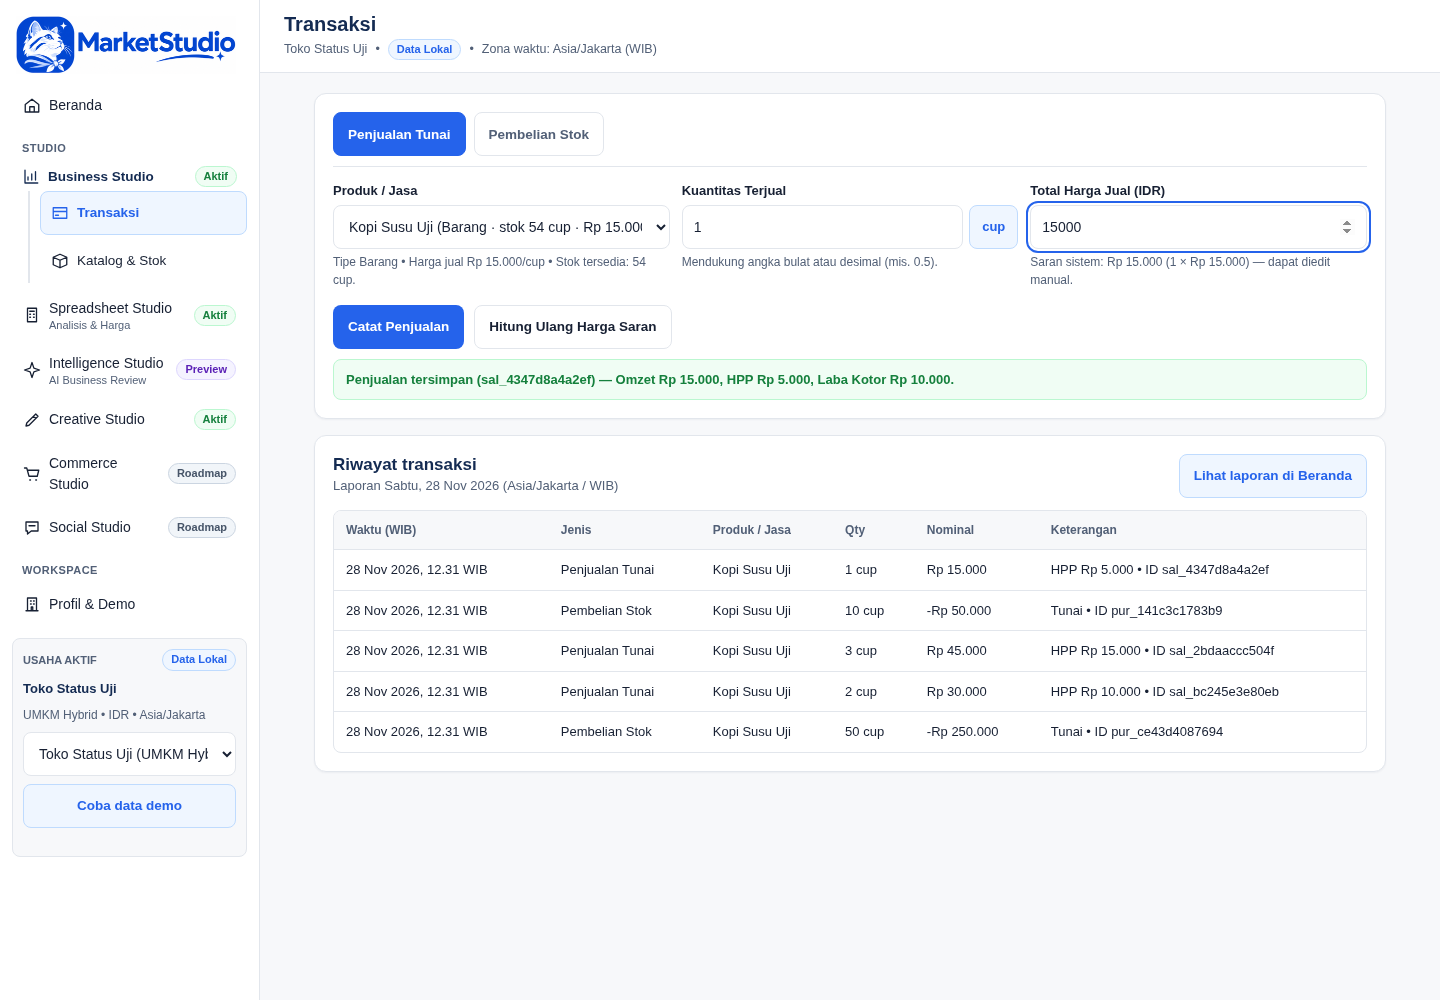 MarketStudio
Beranda
STUDIO
Business Studio
Aktif
Transaksi
Katalog & Stok
Spreadsheet Studio
Analisis & Harga
Aktif
Intelligence Studio
AI Business Review
Preview
Creative Studio
Aktif
Commerce
Studio
Roadmap
Social Studio
Roadmap
WORKSPACE
Profil & Demo
USAHA AKTIF
Data Lokal
Toko Status Uji
UMKM Hybrid • IDR • Asia/Jakarta
Toko Status Uji (UMKM Hyb
Coba data demo
Transaksi
Toko Status Uji • Data Lokal • Zona waktu: Asia/Jakarta (WIB)
Penjualan Tunai
Pembelian Stok
Produk / Jasa
Kopi Susu Uji (Barang · stok 54 cup · Rp 15.000
Tipe Barang • Harga jual Rp 15.000/cup • Stok tersedia: 54
cup.
Kuantitas Terjual
1
cup
Mendukung angka bulat atau desimal (mis. 0.5).
Total Harga Jual (IDR)
15000
Saran sistem: Rp 15.000 (1 × Rp 15.000) — dapat diedit
manual.
Catat Penjualan
Hitung Ulang Harga Saran
Penjualan tersimpan (sal_4347d8a4a2ef) — Omzet Rp 15.000, HPP Rp 5.000, Laba Kotor Rp 10.000.
Riwayat transaksi
Laporan Sabtu, 28 Nov 2026 (Asia/Jakarta / WIB)
Lihat laporan di Beranda
Waktu (WIB) Jenis Produk / Jasa Qty Nominal Keterangan
28 Nov 2026, 12.31 WIB Penjualan Tunai Kopi Susu Uji 1 cup Rp 15.000 HPP Rp 5.000 • ID sal_4347d8a4a2ef
28 Nov 2026, 12.31 WIB Pembelian Stok Kopi Susu Uji 10 cup -Rp 50.000 Tunai • ID pur_141c3c1783b9
28 Nov 2026, 12.31 WIB Penjualan Tunai Kopi Susu Uji 3 cup Rp 45.000 HPP Rp 15.000 • ID sal_2bdaaccc504f
28 Nov 2026, 12.31 WIB Penjualan Tunai Kopi Susu Uji 2 cup Rp 30.000 HPP Rp 10.000 • ID sal_bc245e3e80eb
28 Nov 2026, 12.31 WIB Pembelian Stok Kopi Susu Uji 50 cup -Rp 250.000 Tunai • ID pur_ce43d4087694